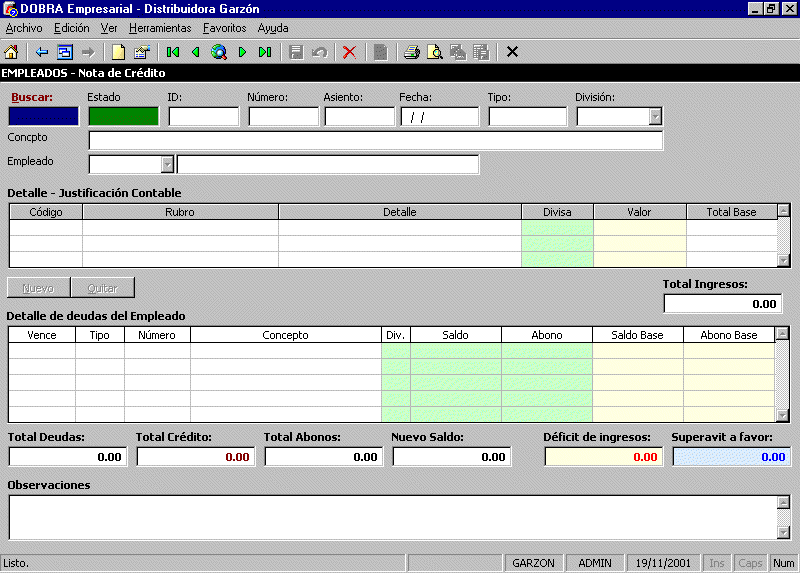 DOBRA Empresarial - Distribuidora Garzón
Archivo Edición Ver Herramientas Favoritos Ayuda
EMPLEADOS - Nota de Crédito
Buscar: Estado ID: Número: Asiento: Fecha: Tipo: División:
/ /
Concpto
Empleado
Detalle - Justificación Contable
Código Rubro Detalle Divisa Valor Total Base
Nuevo Quitar
Total Ingresos:
0.00
Detalle de deudas del Empleado
Vence Tipo Número Concepto Div. Saldo Abono Saldo Base Abono Base
Total Deudas: Total Crédito: Total Abonos: Nuevo Saldo: Déficit de ingresos: Superavit a favor:
0.00 0.00 0.00 0.00 0.00 0.00
Observaciones
Listo. GARZON ADMIN 19/11/2001 Ins Caps Num